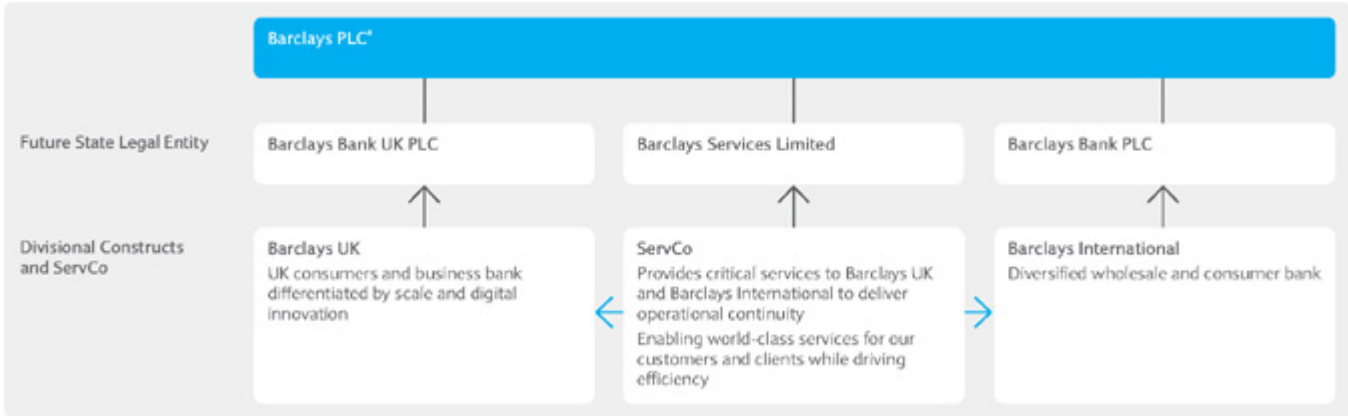 Barclays PLC*
Future State Legal Entity
Barclays Bank UK PLC
Barclays Services Limited
Barclays Bank PLC
Divisional Constructs
and ServCo
Barclays UK
UK consumers and business bank
differentiated by scale and digital
innovation
ServCo
Provides critical services to Barclays UK
and Barclays International to deliver
operational continuity
Enabling world-class services for our
customers and clients while driving
efficiency
Barclays International
Diversified wholesale and consumer bank